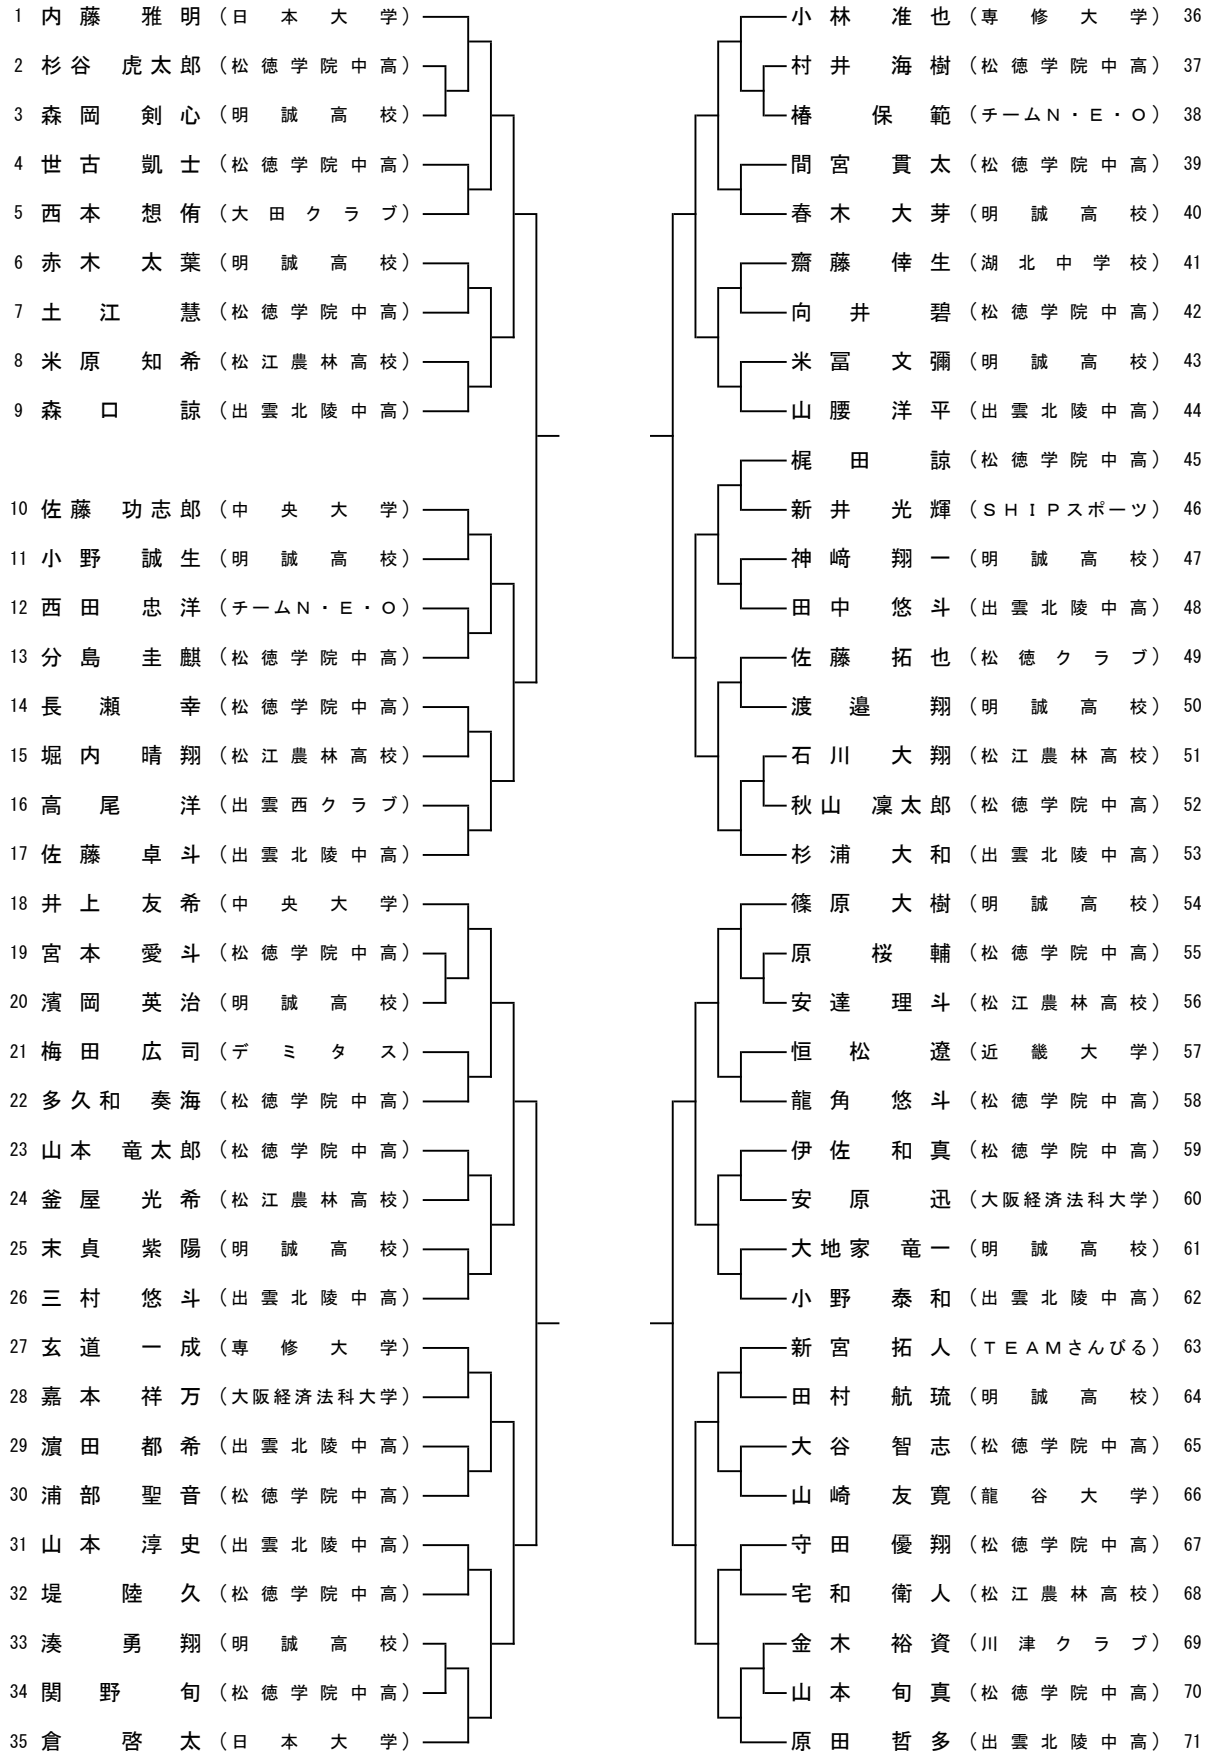 1 内藤 雅明 (日本大学)
2 杉谷 虎太郎 (松徳学院中高)
3 森岡 剣心 (明誠高校)
4 世古 凱士 (松徳学院中高)
5 西本 想侑 (大田クラブ)
6 赤木 太葉 (明誠高校)
7 土江 慧 (松徳学院中高)
8 米原 知希 (松江農林高校)
9 森口 諒 (出雲北陵中高)
10 佐藤 功志郎 (中央大学)
11 小野 誠生 (明誠高校)
12 西田 忠洋 (チームN・E・O)
13 分島 圭麒 (松徳学院中高)
14 長瀬 幸 (松徳学院中高)
15 堀内 晴翔 (松江農林高校)
16 高尾 洋 (出雲西クラブ)
17 佐藤 卓斗 (出雲北陵中高)
18 井上 友希 (中央大学)
19 宮本 愛斗 (松徳学院中高)
20 濱岡 英治 (明誠高校)
21 梅田 広司 (デミタス)
22 多久和 奏海 (松徳学院中高)
23 山本 竜太郎 (松徳学院中高)
24 釜屋 光希 (松江農林高校)
25 末貞 紫陽 (明誠高校)
26 三村 悠斗 (出雲北陵中高)
27 玄道 一成 (専修大学)
28 嘉本 祥万 (大阪経済法科大学)
29 濵田 都希 (出雲北陵中高)
30 浦部 聖音 (松徳学院中高)
31 山本 淳史 (出雲北陵中高)
32 堤 陸久 (松徳学院中高)
33 湊 勇翔 (明誠高校)
34 関野 旬 (松徳学院中高)
35 倉 啓太 (日本大学)
小林 准也 (専修大学) 36
村井 海樹 (松徳学院中高) 37
椿 保範 (チームN・E・O) 38
間宮 貫太 (松徳学院中高) 39
春木 大芽 (明誠高校) 40
齋藤 倖生 (湖北中学校) 41
向井 碧 (松徳学院中高) 42
米冨 文彌 (明誠高校) 43
山腰 洋平 (出雲北陵中高) 44
梶田 諒 (松徳学院中高) 45
新井 光輝 (SHIPスポーツ) 46
神﨑 翔一 (明誠高校) 47
田中 悠斗 (出雲北陵中高) 48
佐藤 拓也 (松徳クラブ) 49
渡邉 翔 (明誠高校) 50
石川 大翔 (松江農林高校) 51
秋山 凜太郎 (松徳学院中高) 52
杉浦 大和 (出雲北陵中高) 53
篠原 大樹 (明誠高校) 54
原 桜輔 (松徳学院中高) 55
安達 理斗 (松江農林高校) 56
恒松 遼 (近畿大学) 57
龍角 悠斗 (松徳学院中高) 58
伊佐 和真 (松徳学院中高) 59
安原 迅 (大阪経済法科大学) 60
大地家 竜一 (明誠高校) 61
小野 泰和 (出雲北陵中高) 62
新宮 拓人 (TEAMさんびる) 63
田村 航琉 (明誠高校) 64
大谷 智志 (松徳学院中高) 65
山崎 友寛 (龍谷大学) 66
守田 優翔 (松徳学院中高) 67
宅和 衛人 (松江農林高校) 68
金木 裕資 (川津クラブ) 69
山本 旬真 (松徳学院中高) 70
原田 哲多 (出雲北陵中高) 71